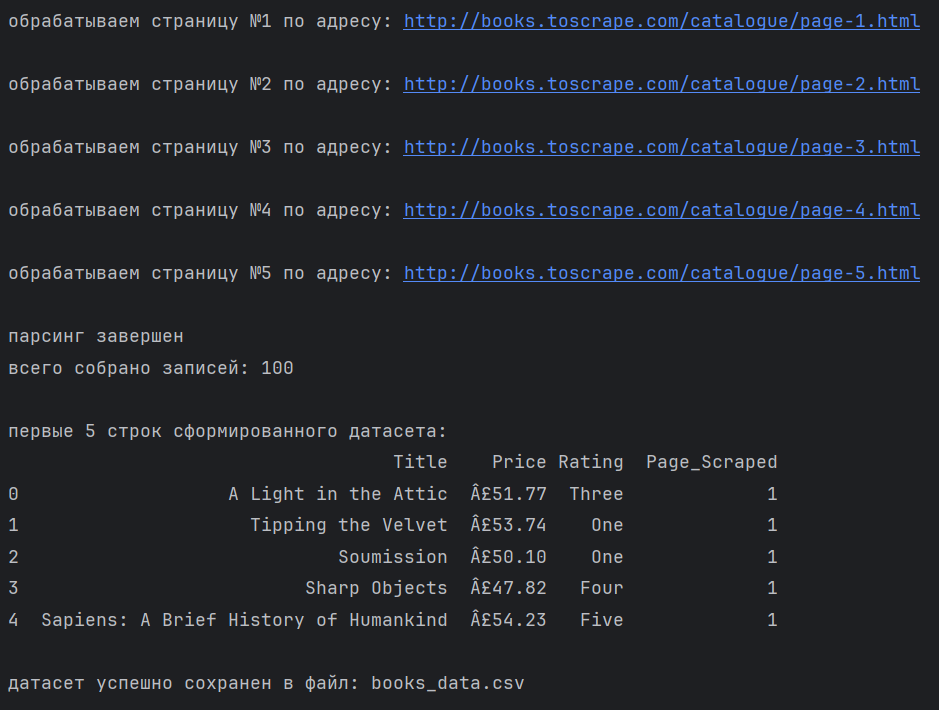 обрабатываем страницу №1 по адресу: http://books.toscrape.com/catalogue/page-1.html
обрабатываем страницу №2 по адресу: http://books.toscrape.com/catalogue/page-2.html
обрабатываем страницу №3 по адресу: http://books.toscrape.com/catalogue/page-3.html
обрабатываем страницу №4 по адресу: http://books.toscrape.com/catalogue/page-4.html
обрабатываем страницу №5 по адресу: http://books.toscrape.com/catalogue/page-5.html
парсинг завершен
всего собрано записей: 100
первые 5 строк сформированного датасета:
Title Price Rating Page_Scraped
0 A Light in the Attic Â£51.77 Three 1
1 Tipping the Velvet Â£53.74 One 1
2 Soumission Â£50.10 One 1
3 Sharp Objects Â£47.82 Four 1
4 Sapiens: A Brief History of Humankind Â£54.23 Five 1
датасет успешно сохранен в файл: books_data.csv